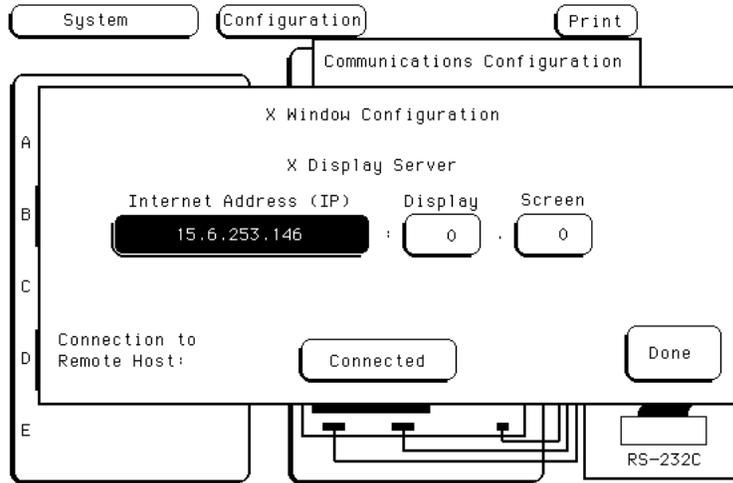 System Configuration Print
Communications Configuration
X Window Configuration
X Display Server
Internet Address (IP) Display Screen
15.6.253.146 : 0 . 0
A
B
C
D
E
Connection to
Remote Host:
Connected
Done
RS-232C